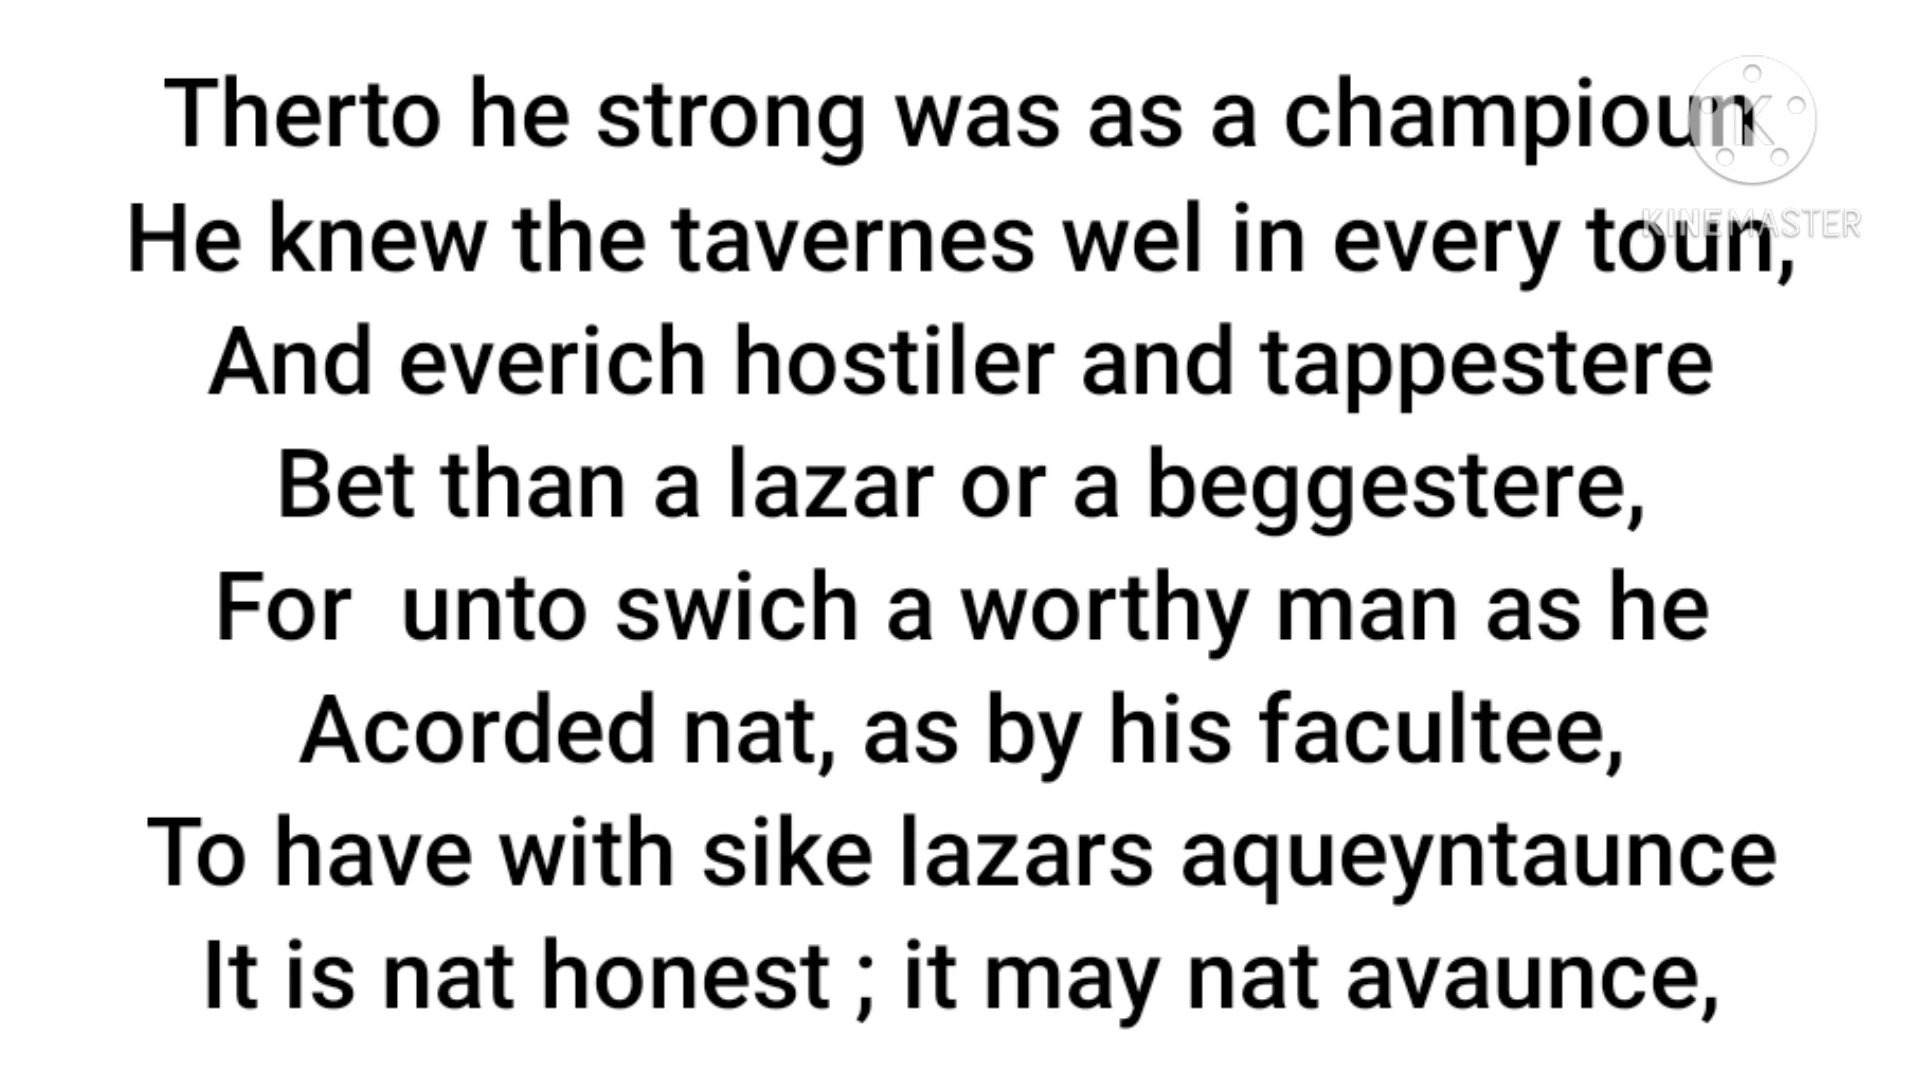 Therto he strong was as a champioun
He knew the tavernes wel in every toun,
And everich hostiler and tappestere
Bet than a lazar or a beggestere,
For  unto swich a worthy man as he
Acorded nat, as by his facultee,
To have with sike lazars aqueyntaunce
It is nat honest ; it may nat avaunce,
K
KINEMASTER